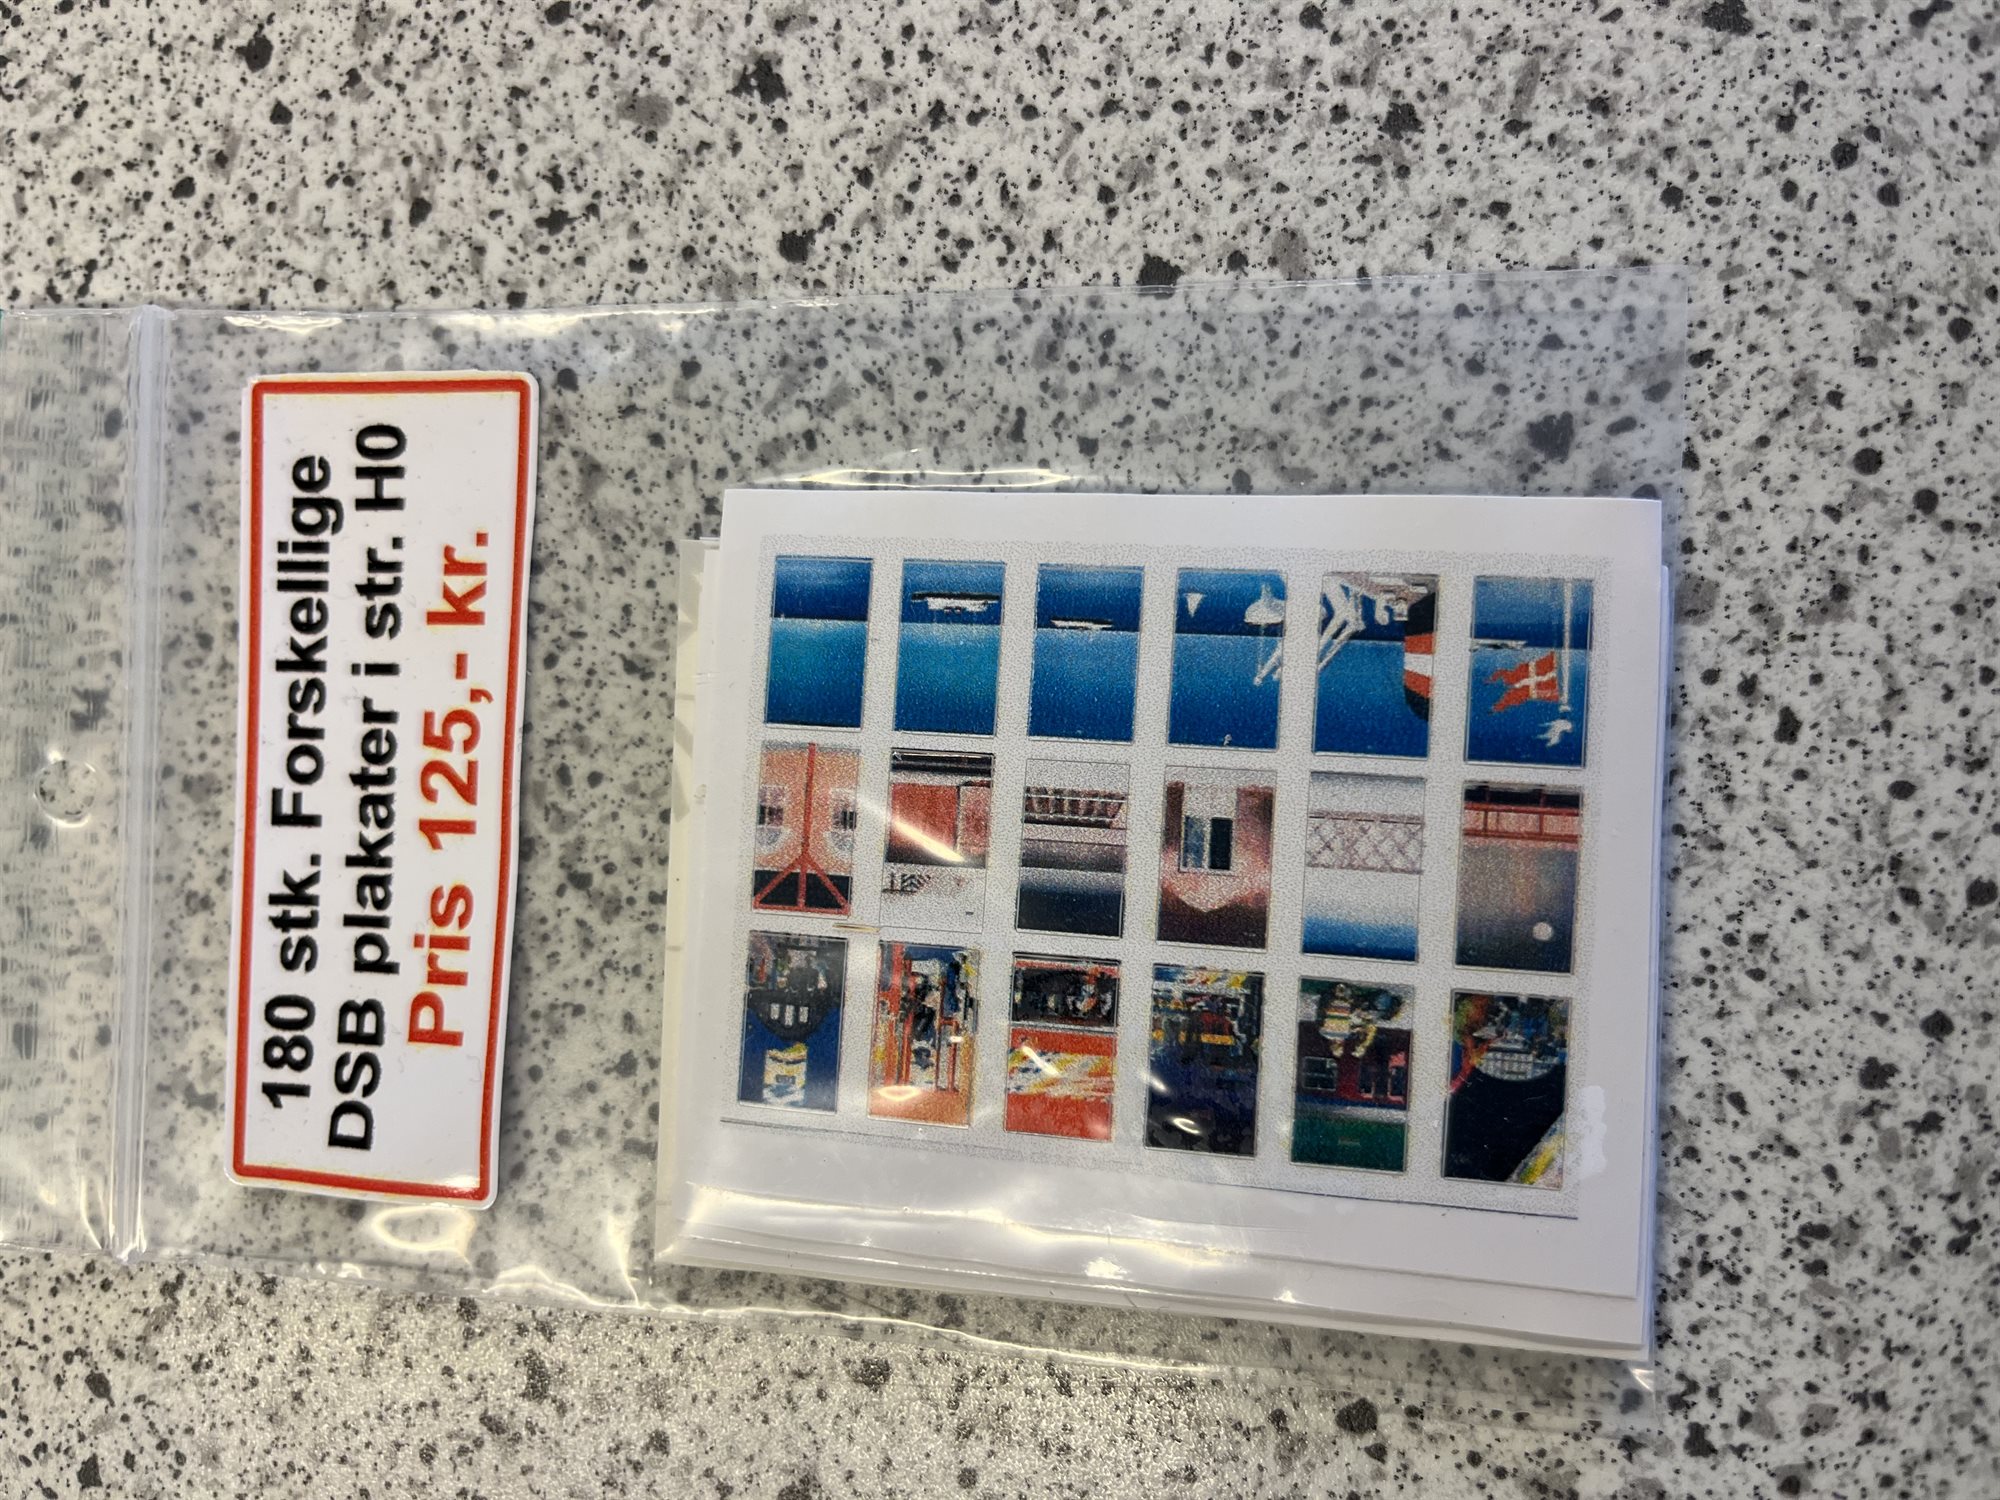 180 stk. Forskellige
DSB plakater i str. H0
Pris 125,- kr.